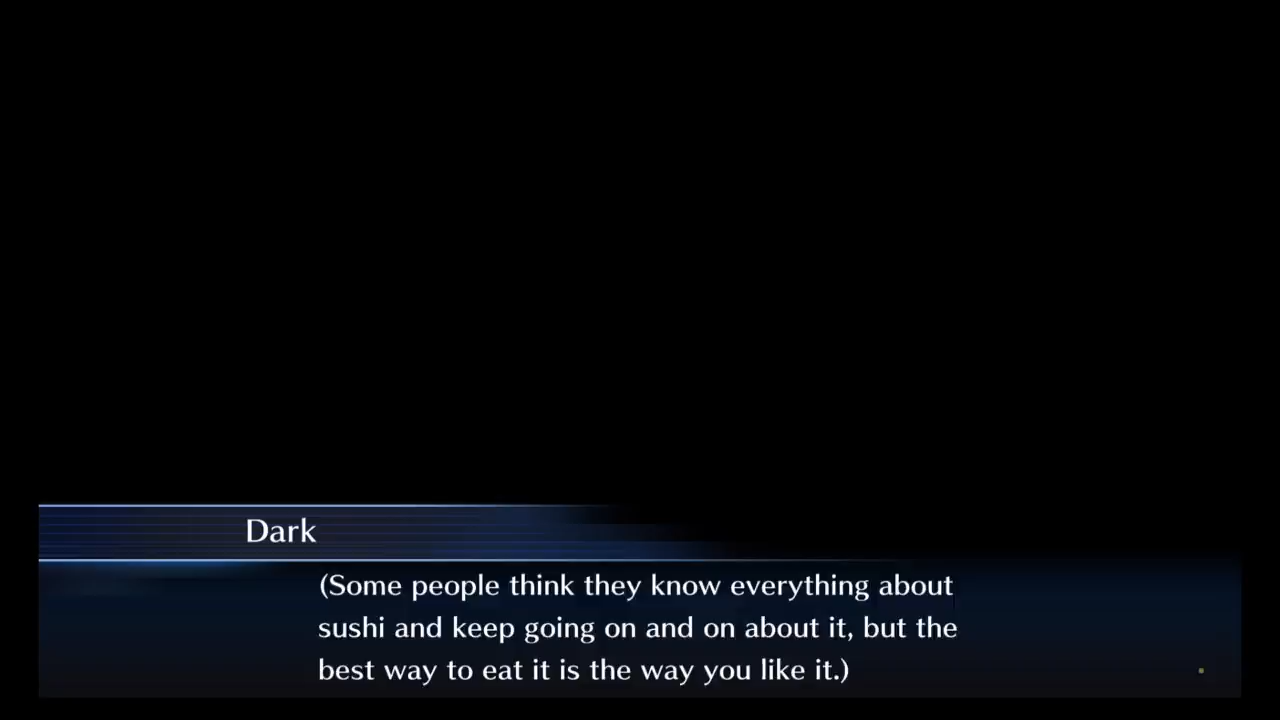 Dark
(Some people think they know everything about
sushi and keep going on and on about it, but the
best way to eat it is the way you like it.)